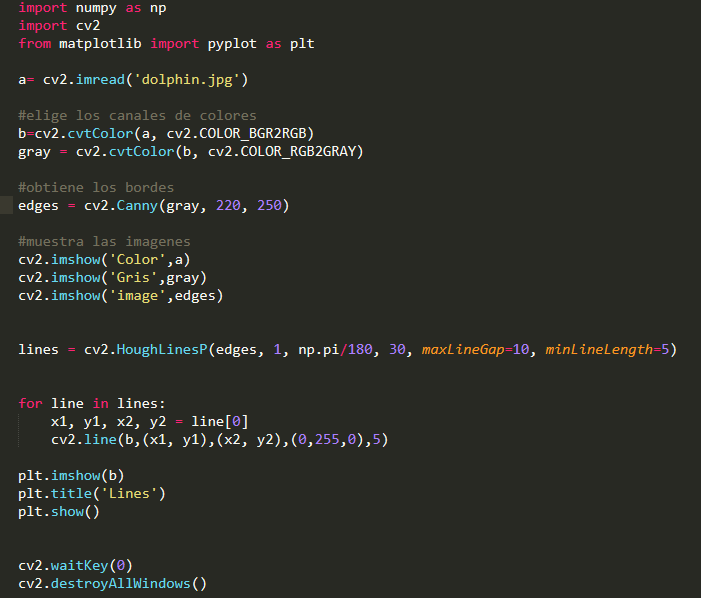 import numpy as np
import cv2
from matplotlib import pyplot as plt
a= cv2.imread('dolphin.jpg')
#elige los canales de colores
b=cv2.cvtColor(a, cv2.COLOR_BGR2RGB)
gray = cv2.cvtColor(b, cv2.COLOR_RGB2GRAY)
#obtiene los bordes
edges = cv2.Canny(gray, 220, 250)
#muestra las imagenes
cv2.imshow('Color',a)
cv2.imshow('Gris',gray)
cv2.imshow('image',edges)
lines = cv2.HoughLinesP(edges, 1, np.pi/180, 30, maxLineGap=10, minLineLength=5)
for line in lines:
    x1, y1, x2, y2 = line[0]
    cv2.line(b,(x1, y1),(x2, y2),(0,255,0),5)
plt.imshow(b)
plt.title('Lines')
plt.show()
cv2.waitKey(0)
cv2.destroyAllWindows()